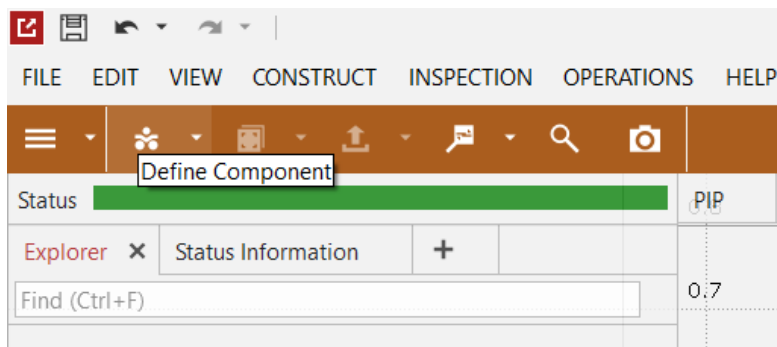 FILE EDIT VIEW CONSTRUCT INSPECTION OPERATIONS HELP
Define Component
Status PIP
Explorer Status Information
Find (Ctrl+F)
0.7